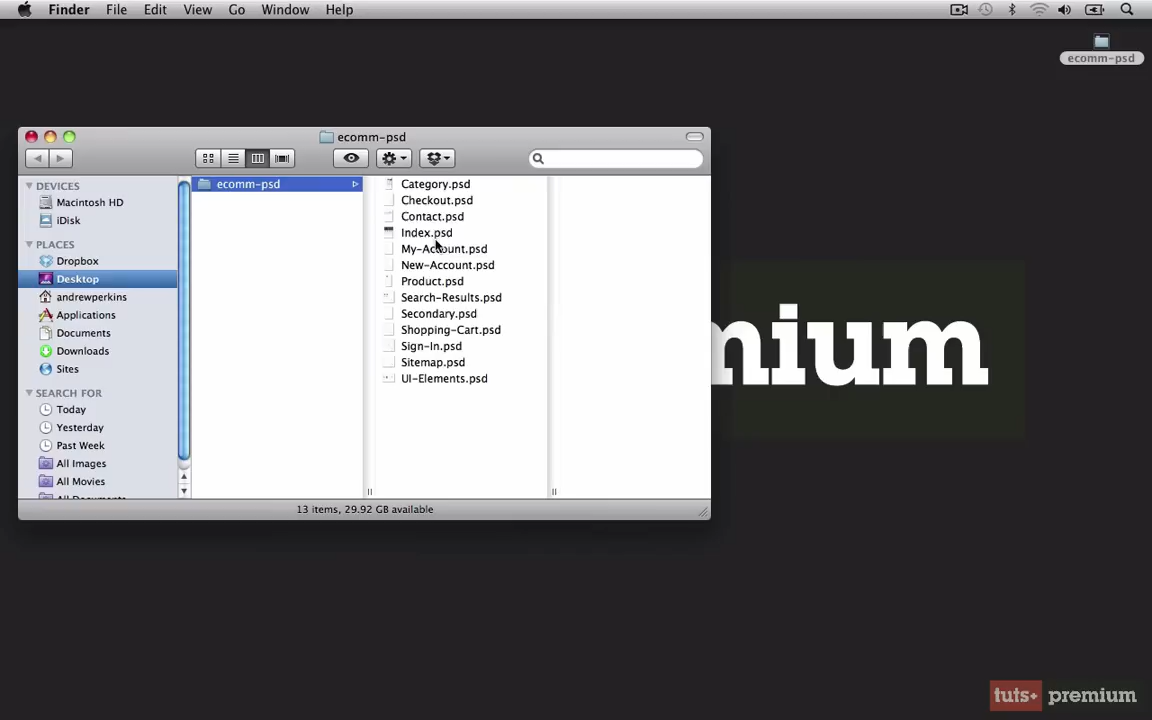 Finder File Edit View Go Window Help
ecomm-psd
ecomm-psd
DEVICES
Macintosh HD
iDisk
PLACES
Dropbox
Desktop
andrewperkins
Applications
Documents
Downloads
Sites
SEARCH FOR
Today
Yesterday
Past Week
All Images
All Movies
All Documents
ecomm-psd
Category.psd
Checkout.psd
Contact.psd
Index.psd
My-Account.psd
New-Account.psd
Product.psd
Search-Results.psd
Secondary.psd
Shopping-Cart.psd
Sign-In.psd
Sitemap.psd
UI-Elements.psd
13 items, 29.92 GB available
mium
tuts+ premium